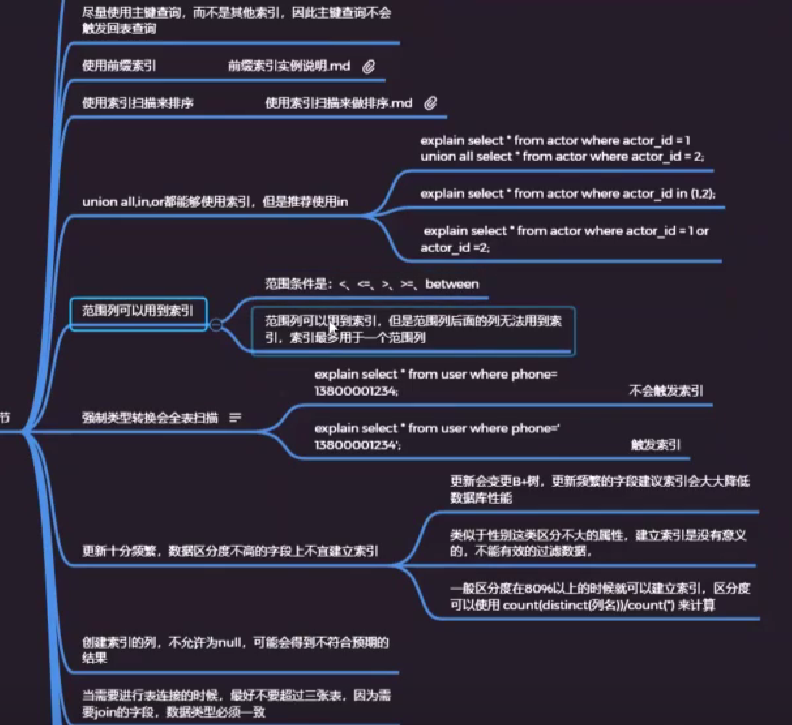 尽量使用主键查询，而不是其他索引，因此主键查询不会
触发回表查询
使用前缀索引
前缀索引实例说明.md
使用索引扫描来排序
使用索引扫描来做排序.md
union all,in,or都能够使用索引，但是推荐使用in
explain select * from actor where actor_id = 1
union all select * from actor where actor_id = 2;
explain select * from actor where actor_id in (1,2);
explain select * from actor where actor_id = 1 or
actor_id =2;
范围列可以用到索引
范围条件是：<、<=、>、>=、between
范围列可以用到索引，但是范围列后面的列无法用到索
引，索引最多用于一个范围列
节
强制类型转换会全表扫描
explain select * from user where phone=
13800001234;
不会触发索引
explain select * from user where phone='
13800001234';
触发索引
更新十分频繁，数据区分度不高的字段上不宜建立索引
更新会变更B+树，更新频繁的字段建议索引会大大降低
数据库性能
类似于性别这类区分不大的属性，建立索引是没有意义
的，不能有效的过滤数据，
一般区分度在80%以上的时候就可以建立索引，区分度
可以使用 count(distinct(列名))/count(*) 来计算
创建索引的列，不允许为null，可能会得到不符合预期的
结果
当需要进行表连接的时候，最好不要超过三张表，因为需
要join的字段，数据类型必须一致